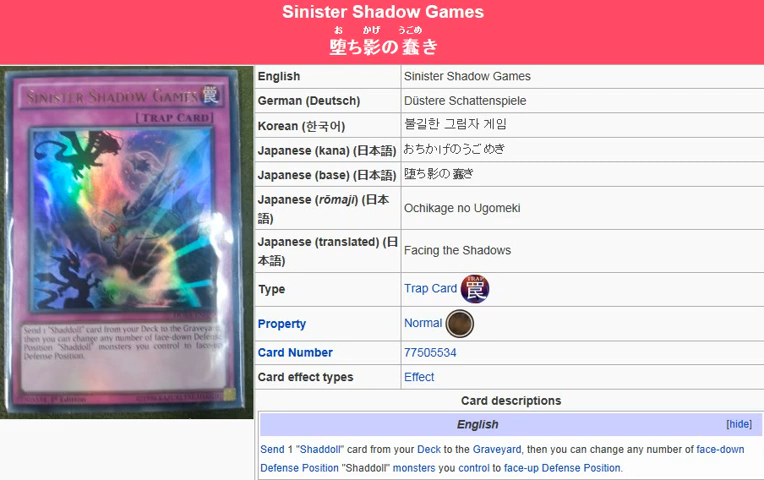 Sinister Shadow Games
お かげ うごめ
堕ち影の蠢き
SINISTER SHADOW GAMES 罠
[TRAP CARD]
Send 1 "Shaddoll" card from your Deck to the Graveyard,
then you can change any number of face-down Defense
Position "Shaddoll" monsters you control to face-up
Defense Position.
1st Edition
English Sinister Shadow Games
German (Deutsch) Düstere Schattenspiele
Korean (한국어) 불길한 그림자 게임
Japanese (kana) (日本語) おちかげのうごめき
Japanese (base) (日本語) 堕ち影の蠢き
Japanese (rōmaji) (日本
語) Ochikage no Ugomeki
Japanese (translated) (日
本語) Facing the Shadows
Type Trap Card TRAP 罠
Property Normal
Card Number 77505534
Card effect types Effect
Card descriptions
English [hide]
Send 1 "Shaddoll" card from your Deck to the Graveyard, then you can change any number of face-down
Defense Position "Shaddoll" monsters you control to face-up Defense Position.